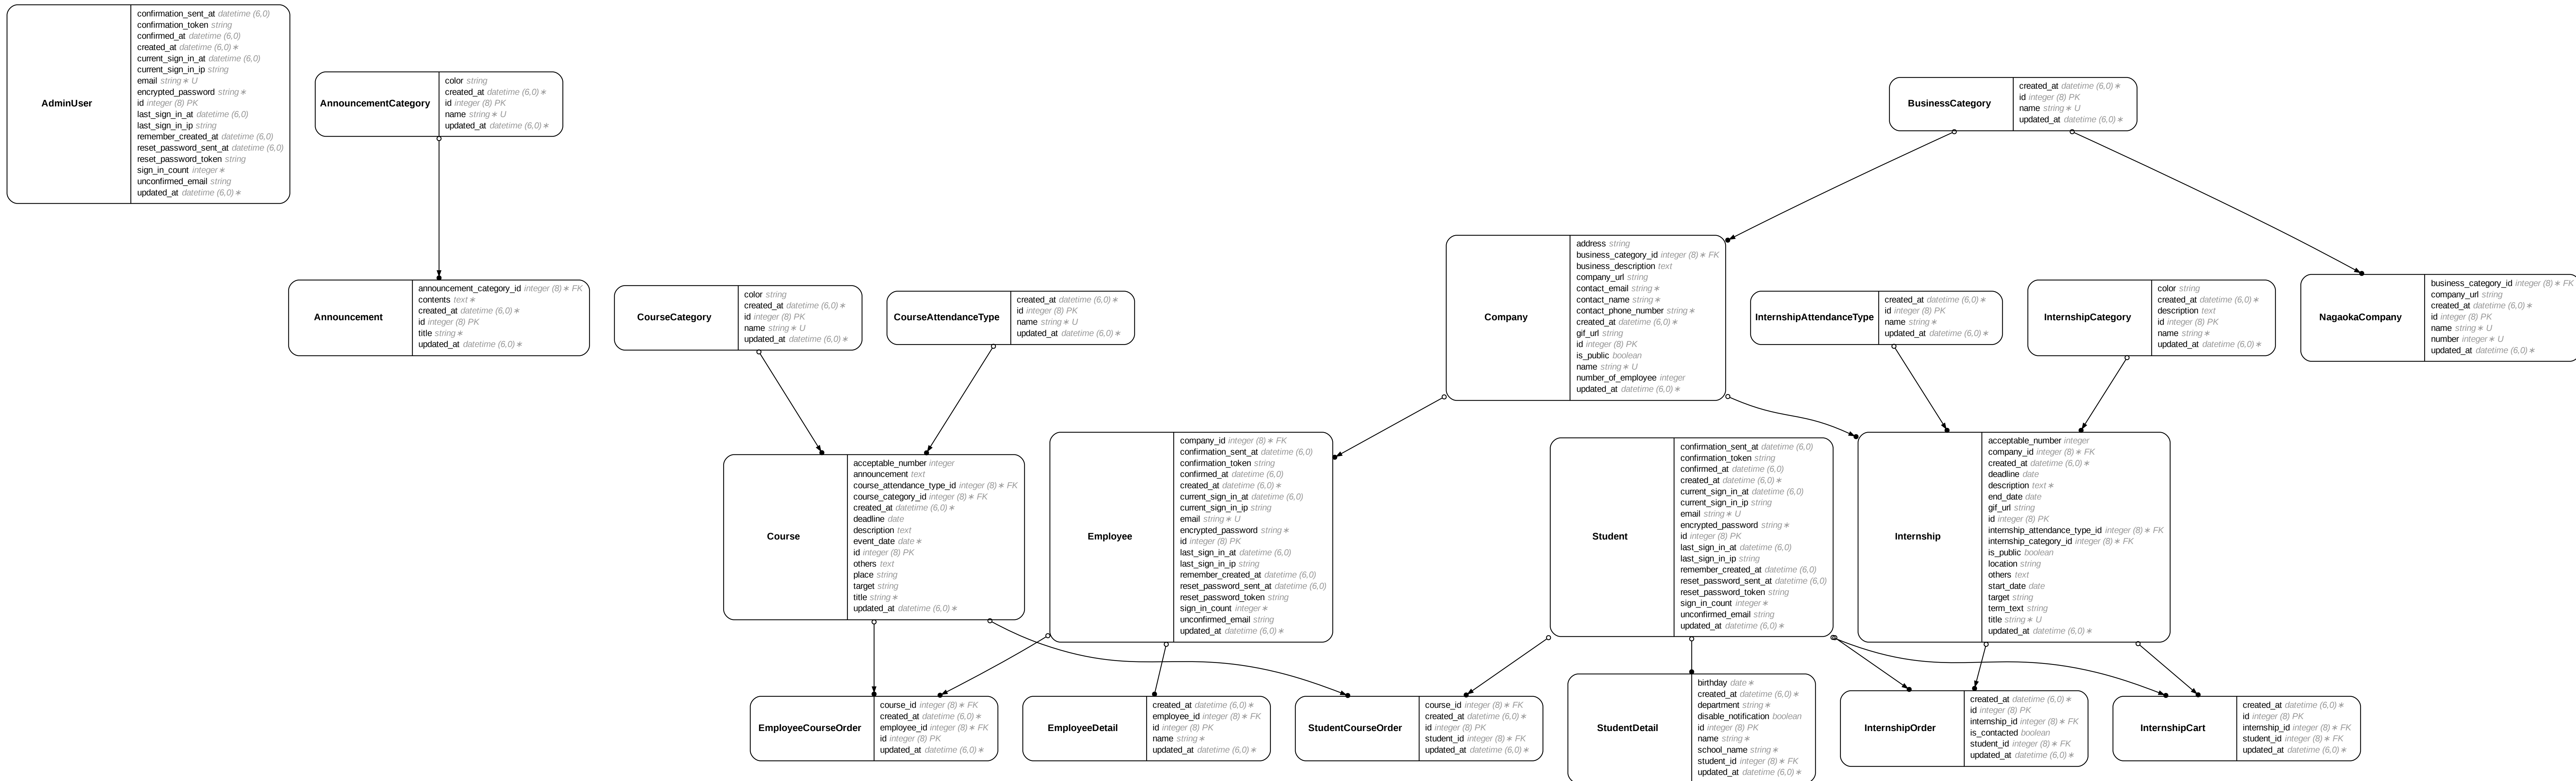 AdminUser
confirmation_sent_at datetime (6,0)
confirmation_token string
confirmed_at datetime (6,0)
created_at datetime (6,0)∗
current_sign_in_at datetime (6,0)
current_sign_in_ip string
email string∗ U
encrypted_password string∗
id integer (8) PK
last_sign_in_at datetime (6,0)
last_sign_in_ip string
remember_created_at datetime (6,0)
reset_password_sent_at datetime (6,0)
reset_password_token string
sign_in_count integer∗
unconfirmed_email string
updated_at datetime (6,0)∗
AnnouncementCategory
color string
created_at datetime (6,0)∗
id integer (8) PK
name string∗ U
updated_at datetime (6,0)∗
BusinessCategory
created_at datetime (6,0)∗
id integer (8) PK
name string∗ U
updated_at datetime (6,0)∗
Announcement
announcement_category_id integer (8)∗ FK
contents text∗
created_at datetime (6,0)∗
id integer (8) PK
title string∗
updated_at datetime (6,0)∗
CourseCategory
color string
created_at datetime (6,0)∗
id integer (8) PK
name string∗ U
updated_at datetime (6,0)∗
CourseAttendanceType
created_at datetime (6,0)∗
id integer (8) PK
name string∗ U
updated_at datetime (6,0)∗
Company
address string
business_category_id integer (8)∗ FK
business_description text
company_url string
contact_email string∗
contact_name string∗
contact_phone_number string∗
created_at datetime (6,0)∗
gif_url string
id integer (8) PK
is_public boolean
name string∗ U
number_of_employee integer
updated_at datetime (6,0)∗
InternshipAttendanceType
created_at datetime (6,0)∗
id integer (8) PK
name string∗
updated_at datetime (6,0)∗
InternshipCategory
color string
created_at datetime (6,0)∗
description text
id integer (8) PK
name string∗
updated_at datetime (6,0)∗
NagaokaCompany
business_category_id integer (8)∗ FK
company_url string
created_at datetime (6,0)∗
id integer (8) PK
name string∗ U
number integer∗ U
updated_at datetime (6,0)∗
Course
acceptable_number integer
announcement text
course_attendance_type_id integer (8)∗ FK
course_category_id integer (8)∗ FK
created_at datetime (6,0)∗
deadline date
description text
event_date date∗
id integer (8) PK
others text
place string
target string
title string∗
updated_at datetime (6,0)∗
Employee
company_id integer (8)∗ FK
confirmation_sent_at datetime (6,0)
confirmation_token string
confirmed_at datetime (6,0)
created_at datetime (6,0)∗
current_sign_in_at datetime (6,0)
current_sign_in_ip string
email string∗ U
encrypted_password string∗
id integer (8) PK
last_sign_in_at datetime (6,0)
last_sign_in_ip string
remember_created_at datetime (6,0)
reset_password_sent_at datetime (6,0)
reset_password_token string
sign_in_count integer∗
unconfirmed_email string
updated_at datetime (6,0)∗
Student
confirmation_sent_at datetime (6,0)
confirmation_token string
confirmed_at datetime (6,0)
created_at datetime (6,0)∗
current_sign_in_at datetime (6,0)
current_sign_in_ip string
email string∗ U
encrypted_password string∗
id integer (8) PK
last_sign_in_at datetime (6,0)
last_sign_in_ip string
remember_created_at datetime (6,0)
reset_password_sent_at datetime (6,0)
reset_password_token string
sign_in_count integer∗
unconfirmed_email string
updated_at datetime (6,0)∗
Internship
acceptable_number integer
company_id integer (8)∗ FK
created_at datetime (6,0)∗
deadline date
description text∗
end_date date
gif_url string
id integer (8) PK
internship_attendance_type_id integer (8)∗ FK
internship_category_id integer (8)∗ FK
is_public boolean
location string
others text
start_date date
target string
term_text string
title string∗ U
updated_at datetime (6,0)∗
EmployeeCourseOrder
course_id integer (8)∗ FK
created_at datetime (6,0)∗
employee_id integer (8)∗ FK
id integer (8) PK
updated_at datetime (6,0)∗
EmployeeDetail
created_at datetime (6,0)∗
employee_id integer (8)∗ FK
id integer (8) PK
name string∗
updated_at datetime (6,0)∗
StudentCourseOrder
course_id integer (8)∗ FK
created_at datetime (6,0)∗
id integer (8) PK
student_id integer (8)∗ FK
updated_at datetime (6,0)∗
StudentDetail
birthday date∗
created_at datetime (6,0)∗
department string∗
disable_notification boolean
id integer (8) PK
name string∗
school_name string∗
student_id integer (8)∗ FK
updated_at datetime (6,0)∗
InternshipOrder
created_at datetime (6,0)∗
id integer (8) PK
internship_id integer (8)∗ FK
is_contacted boolean
student_id integer (8)∗ FK
updated_at datetime (6,0)∗
InternshipCart
created_at datetime (6,0)∗
id integer (8) PK
internship_id integer (8)∗ FK
student_id integer (8)∗ FK
updated_at datetime (6,0)∗